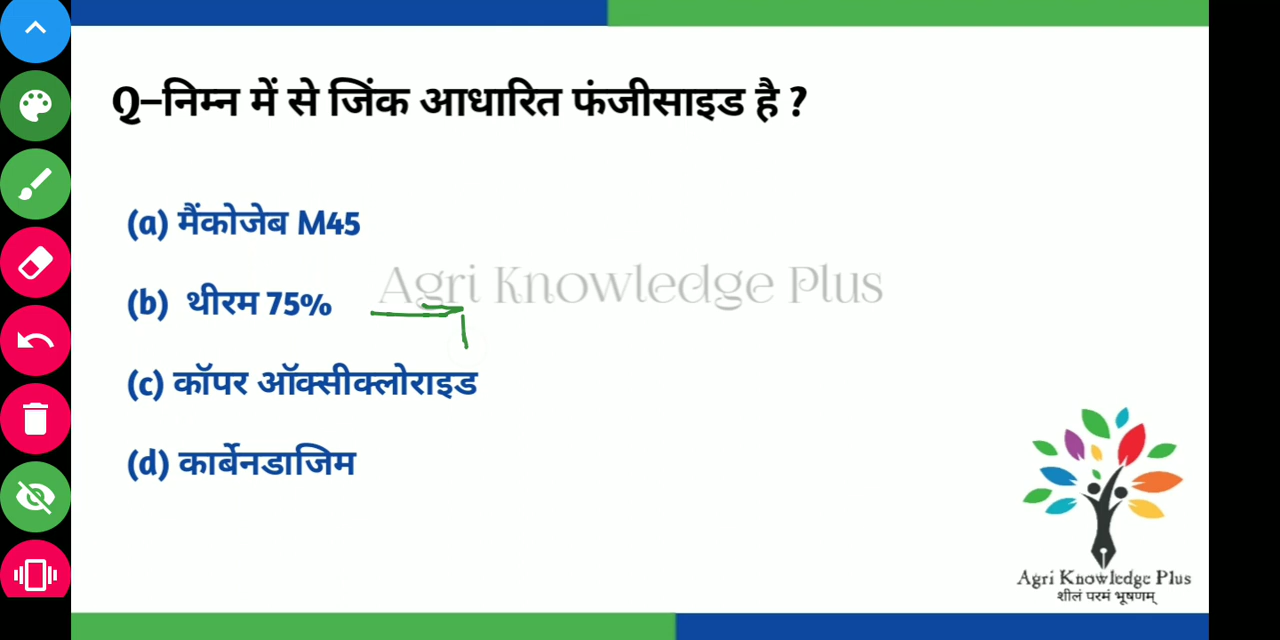 Q–निम्न में से जिंक आधारित फंजीसाइड है ?
(a) मैंकोजेब M45
Agri Knowledge Plus
(b) थीरम 75%
(c) कॉपर ऑक्सीक्लोराइड
(d) कार्बेनडाजिम
Agri Knowledge Plus
शीलं परमं भूषणम्